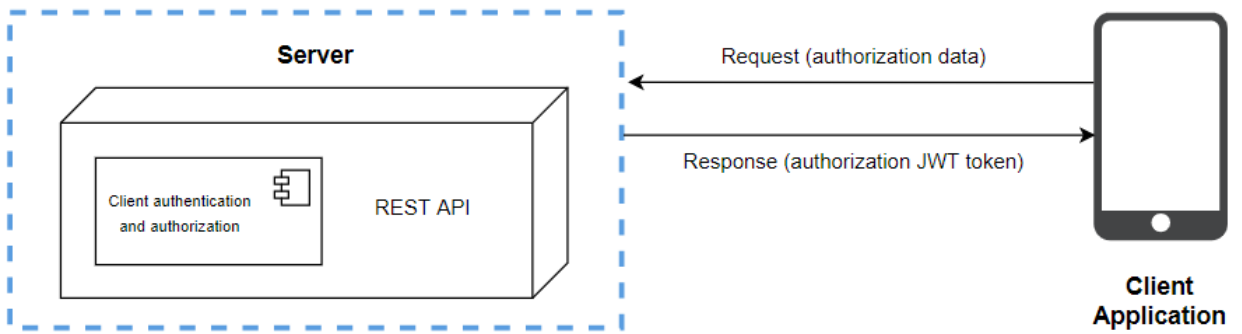 Server
Request (authorization data)
Response (authorization JWT token)
Client authentication
and authorization
REST API
Client
Application